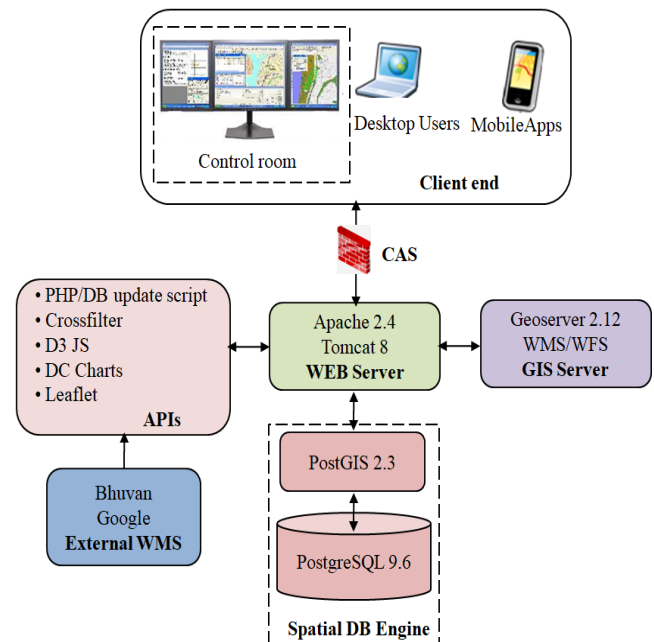 Control room
Desktop Users
MobileApps
Client end
CAS
• PHP/DB update script
• Crossfilter
• D3 JS
• DC Charts
• Leaflet
APIs
Apache 2.4
Tomcat 8
WEB Server
Geoserver 2.12
WMS/WFS
GIS Server
Bhuvan
Google
External WMS
PostGIS 2.3
PostgreSQL 9.6
Spatial DB Engine